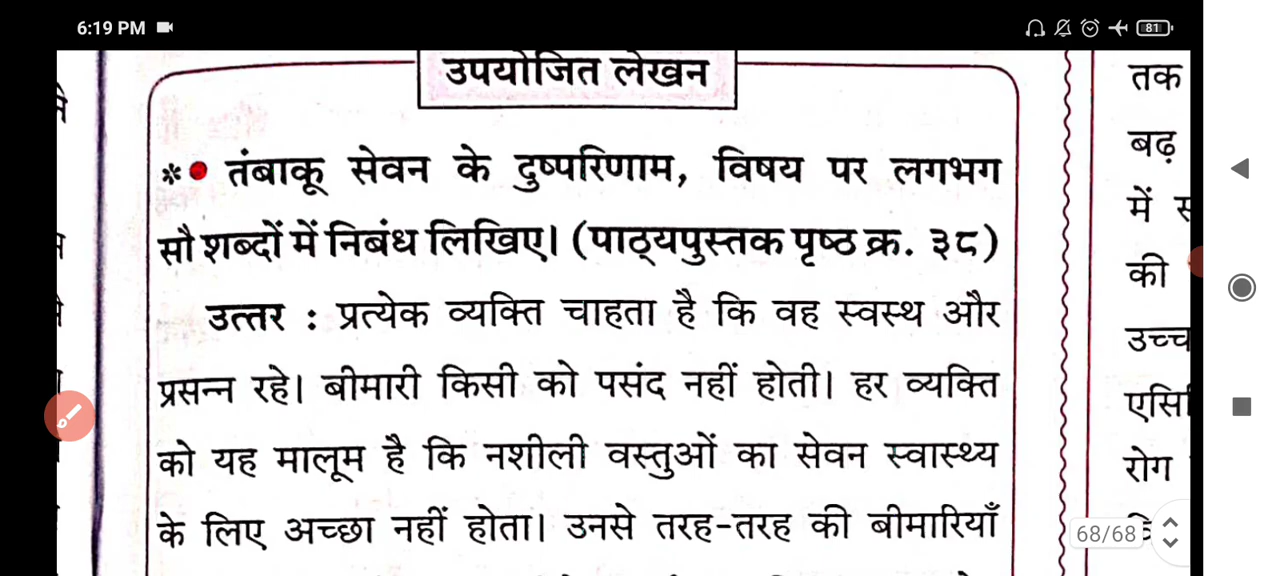 6:19 PM
81
उपयोजित लेखन
*• तंबाकू सेवन के दुष्परिणाम, विषय पर लगभग
सौ शब्दों में निबंध लिखिए। (पाठ्यपुस्तक पृष्ठ क्र. ३८)
उत्तर : प्रत्येक व्यक्ति चाहता है कि वह स्वस्थ और
प्रसन्न रहे। बीमारी किसी को पसंद नहीं होती। हर व्यक्ति
को यह मालूम है कि नशीली वस्तुओं का सेवन स्वास्थ्य
के लिए अच्छा नहीं होता। उनसे तरह-तरह की बीमारियाँ
तक
बढ़
में
की
उच्च
रोग
68/68